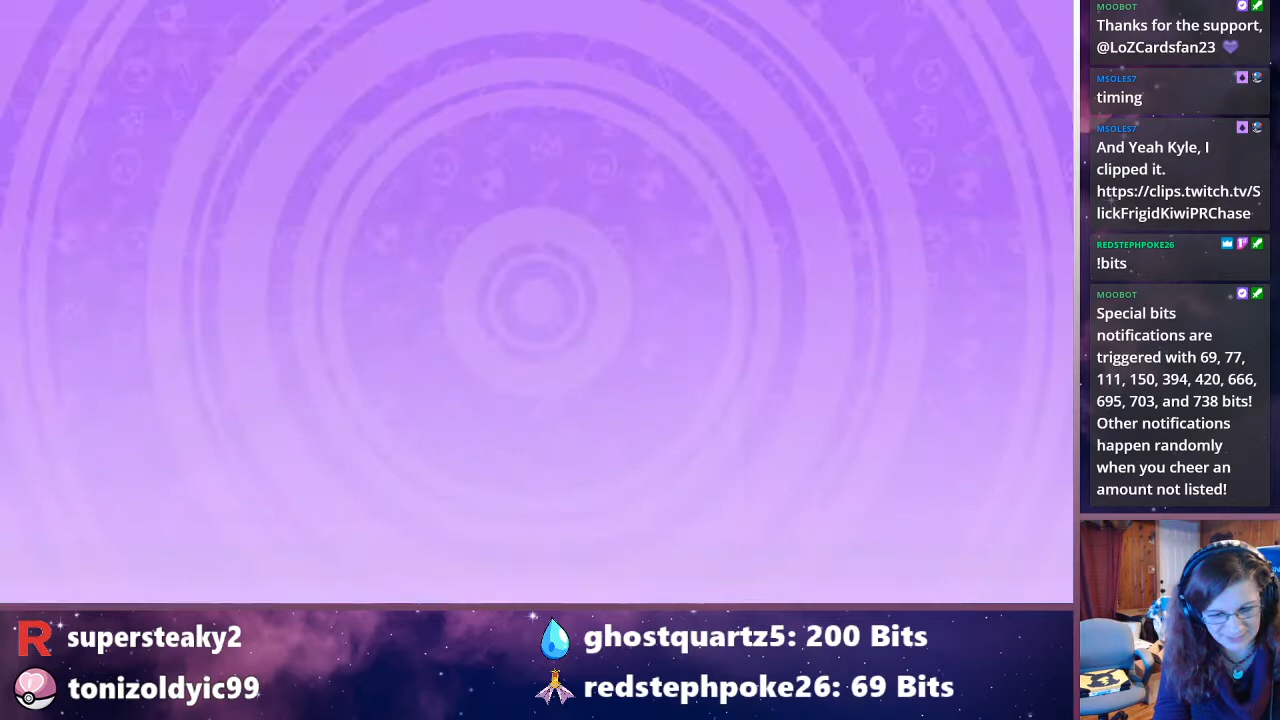 MOOBOT
Thanks for the support,
@LoZCardsfan23
MSOLES7
timing
MSOLES7
And Yeah Kyle, I
clipped it.
https://clips.twitch.tv/S
lickFrigidKiwiPRChase
REDSTEPHPOKE26
!bits
MOOBOT
Special bits
notifications are
triggered with 69, 77,
111, 150, 394, 420, 666,
695, 703, and 738 bits!
Other notifications
happen randomly
when you cheer an
amount not listed!
R supersteaky2
tonizoldyic99
ghostquartz5: 200 Bits
redstephpoke26: 69 Bits